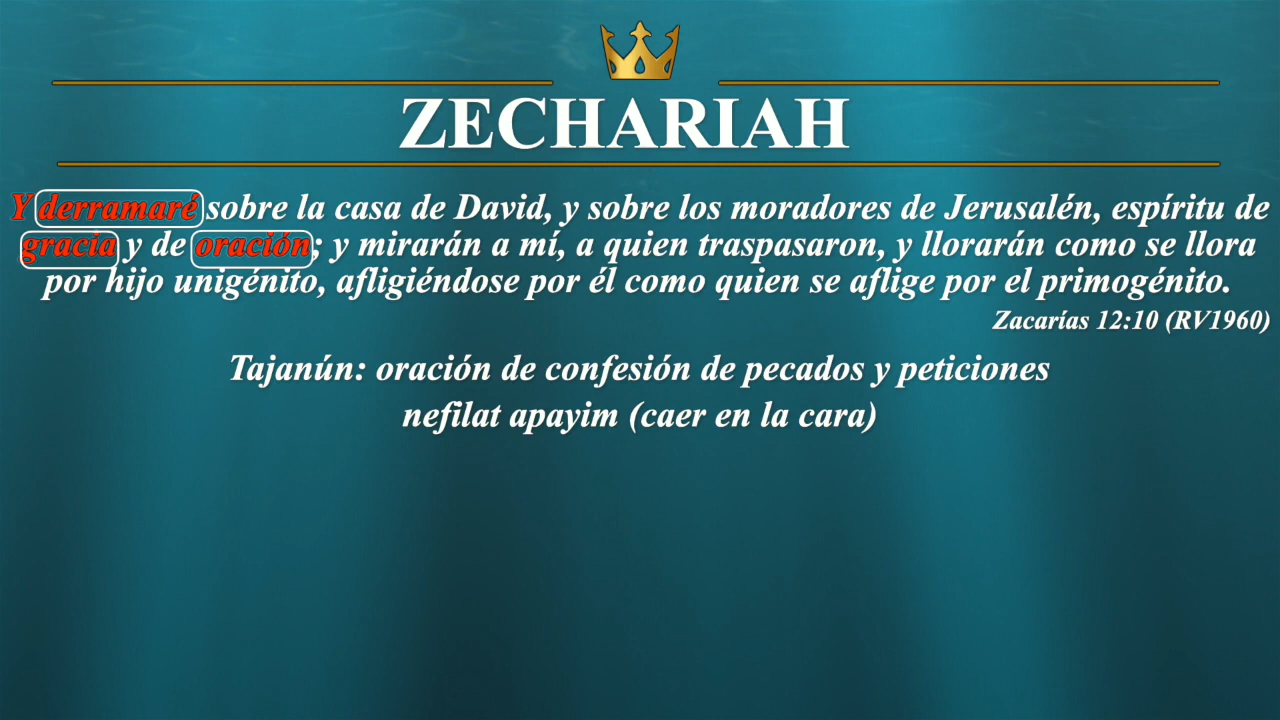 ZECHARIAH
Y derramaré sobre la casa de David, y sobre los moradores de Jerusalén, espíritu de
gracia y de oración; y mirarán a mí, a quien traspasaron, y llorarán como se llora
por hijo unigénito, afligiéndose por él como quien se aflige por el primogénito.
Zacarías 12:10 (RV1960)
Tajanún: oración de confesión de pecados y peticiones
nefilat apayim (caer en la cara)